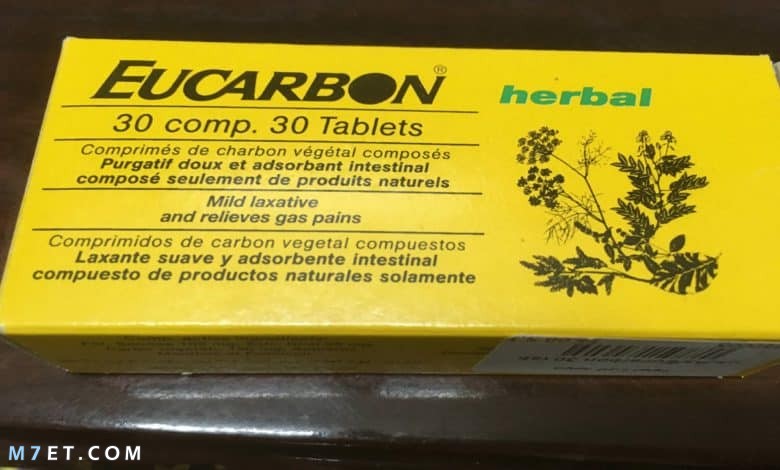 EUCARBON®
herbal
30 comp. 30 Tablets
Comprimés de charbon végétal composés
Purgatif doux et adsorbant intestinal
composé seulement de produits naturels
Mild laxative
and relieves gas pains
Comprimidos de carbon vegetal compuestos
Laxante suave y adsorbente intestinal
compuesto de productos naturales solamente
M7ET.COM